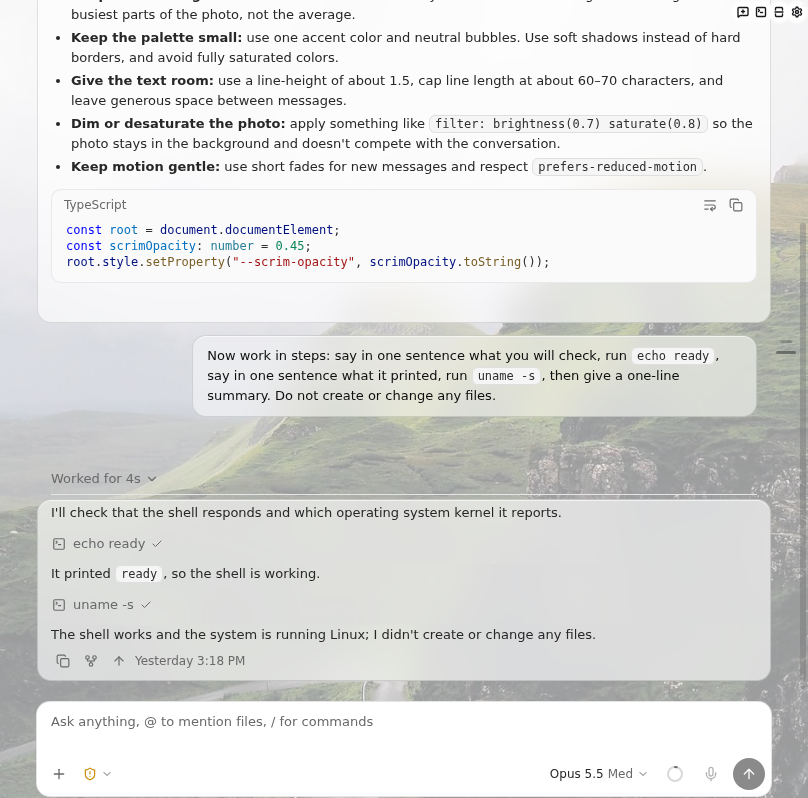 busiest parts of the photo, not the average.
Keep the palette small: use one accent color and neutral bubbles. Use soft shadows instead of hard
borders, and avoid fully saturated colors.
Give the text room: use a line-height of about 1.5, cap line length at about 60–70 characters, and
leave generous space between messages.
Dim or desaturate the photo: apply something like filter: brightness(0.7) saturate(0.8) so the
photo stays in the background and doesn't compete with the conversation.
Keep motion gentle: use short fades for new messages and respect prefers-reduced-motion.
TypeScript
const root = document.documentElement;
const scrimOpacity: number = 0.45;
root.style.setProperty("--scrim-opacity", scrimOpacity.toString());
Now work in steps: say in one sentence what you will check, run echo ready,
say in one sentence what it printed, run uname -s, then give a one-line
summary. Do not create or change any files.
Worked for 4s
I'll check that the shell responds and which operating system kernel it reports.
echo ready
It printed ready, so the shell is working.
uname -s
The shell works and the system is running Linux; I didn't create or change any files.
Yesterday 3:18 PM
Ask anything, @ to mention files, / for commands
Opus 5.5 Med